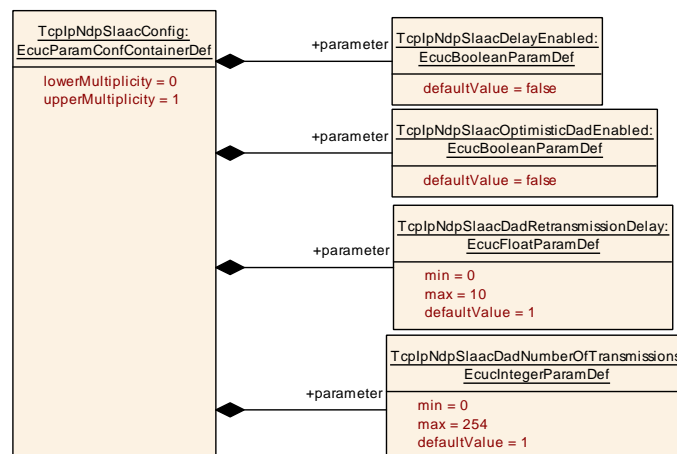 TcpIpNdpSlaacConfig:
EcucParamConfContainerDef
lowerMultiplicity = 0
upperMultiplicity = 1
+parameter
TcpIpNdpSlaacDelayEnabled:
EcucBooleanParamDef
defaultValue = false
+parameter
TcpIpNdpSlaacOptimisticDadEnabled:
EcucBooleanParamDef
defaultValue = false
+parameter
TcpIpNdpSlaacDadRetransmissionDelay:
EcucFloatParamDef
min = 0
max = 10
defaultValue = 1
+parameter
TcpIpNdpSlaacDadNumberOfTransmissions
EcucIntegerParamDef
min = 0
max = 254
defaultValue = 1